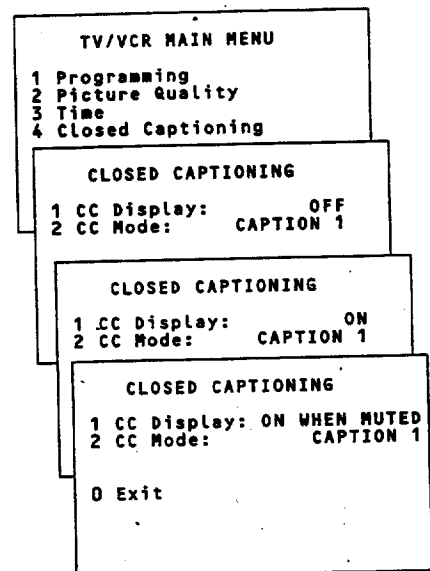 TV/VCR MAIN MENU
1 Programming
2 Picture Quality
3 Time
4 Closed Captioning
CLOSED CAPTIONING
1 CC Display: OFF
2 CC Mode: CAPTION 1
CLOSED CAPTIONING
1 CC Display: ON
2 CC Mode: CAPTION 1
CLOSED CAPTIONING
1 CC Display: ON WHEN MUTED
2 CC Mode: CAPTION 1
0 Exit